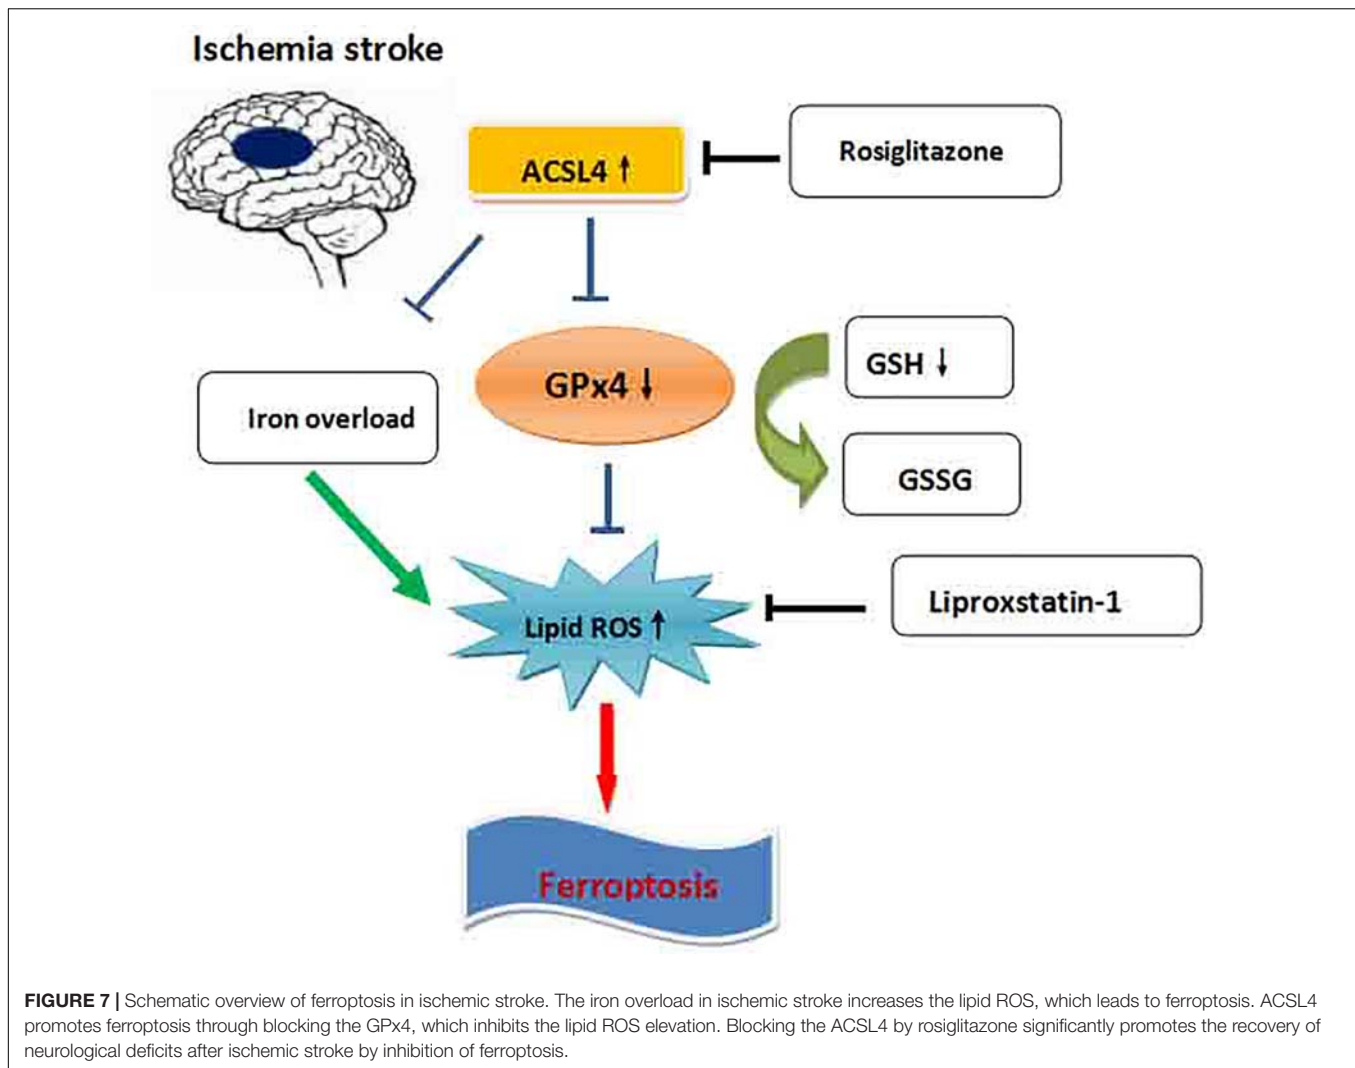 Ischemia stroke
ACSL4 ↑
Rosiglitazone
GPx4 ↓
GSH ↓
Iron overload
GSSG
Lipid ROS ↑
Liproxstatin-1
Ferroptosis
FIGURE 7 | Schematic overview of ferroptosis in ischemic stroke. The iron overload in ischemic stroke increases the lipid ROS, which leads to ferroptosis. ACSL4
promotes ferroptosis through blocking the GPx4, which inhibits the lipid ROS elevation. Blocking the ACSL4 by rosiglitazone significantly promotes the recovery of
neurological deficits after ischemic stroke by inhibition of ferroptosis.